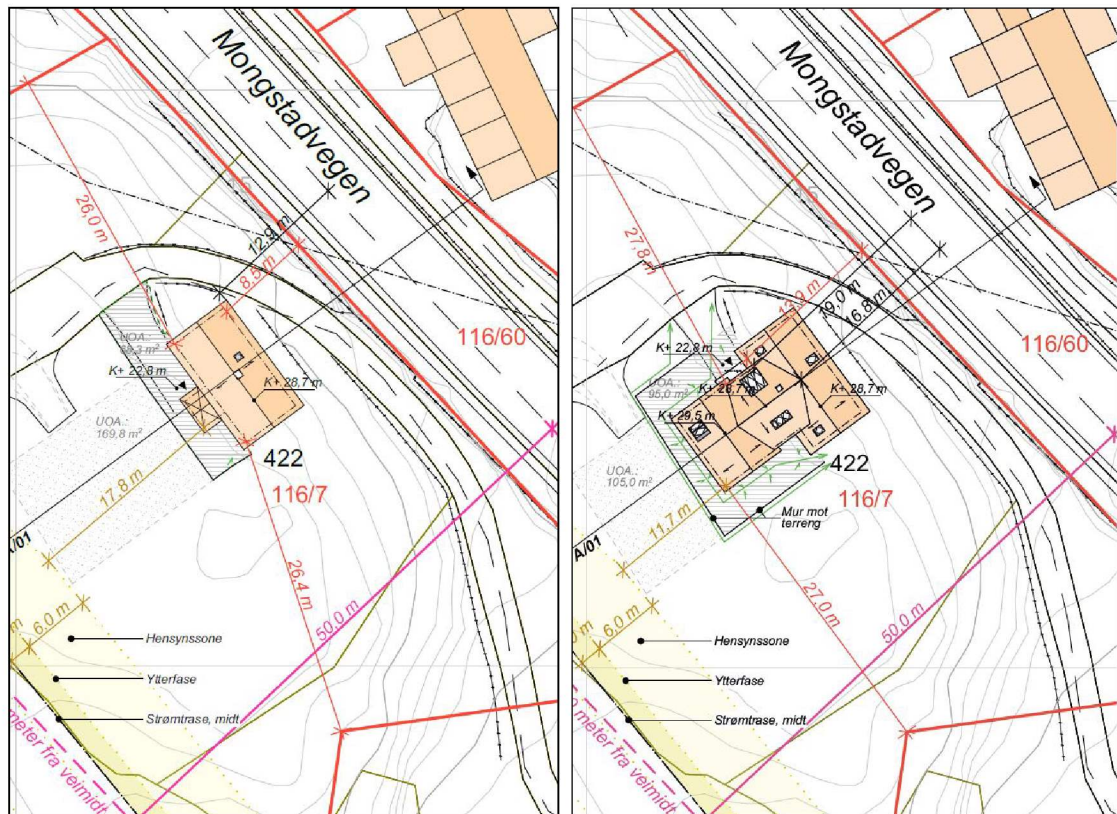 Mongstadvegen
26,0 m
12,9 m
8,5 m
116/60
UOA.:
K+ 22,8 m
K+ 28,7 m
UOA.:
169,8 m²
422
116/7
17,8 m
A/01
26,4 m
50,0 m
6,0 m
Hensynssone
Ytterfase
Strømtrase, midt
meter fra veimidt
Mongstadvegen
27,8 m
13,9 m
19,0 m
16,8 m
116/60
K+ 22,8 m
UOA.:
95,0 m²
K+ 28,7 m
K+ 28,7 m
K+ 29,5 m
UOA.:
105,0 m²
422
116/7
11,7 m
Mur mot
terreng
A/01
27,0 m
50,0 m
6,0 m
Hensynssone
Ytterfase
Strømtrase, midt
meter fra veimidt